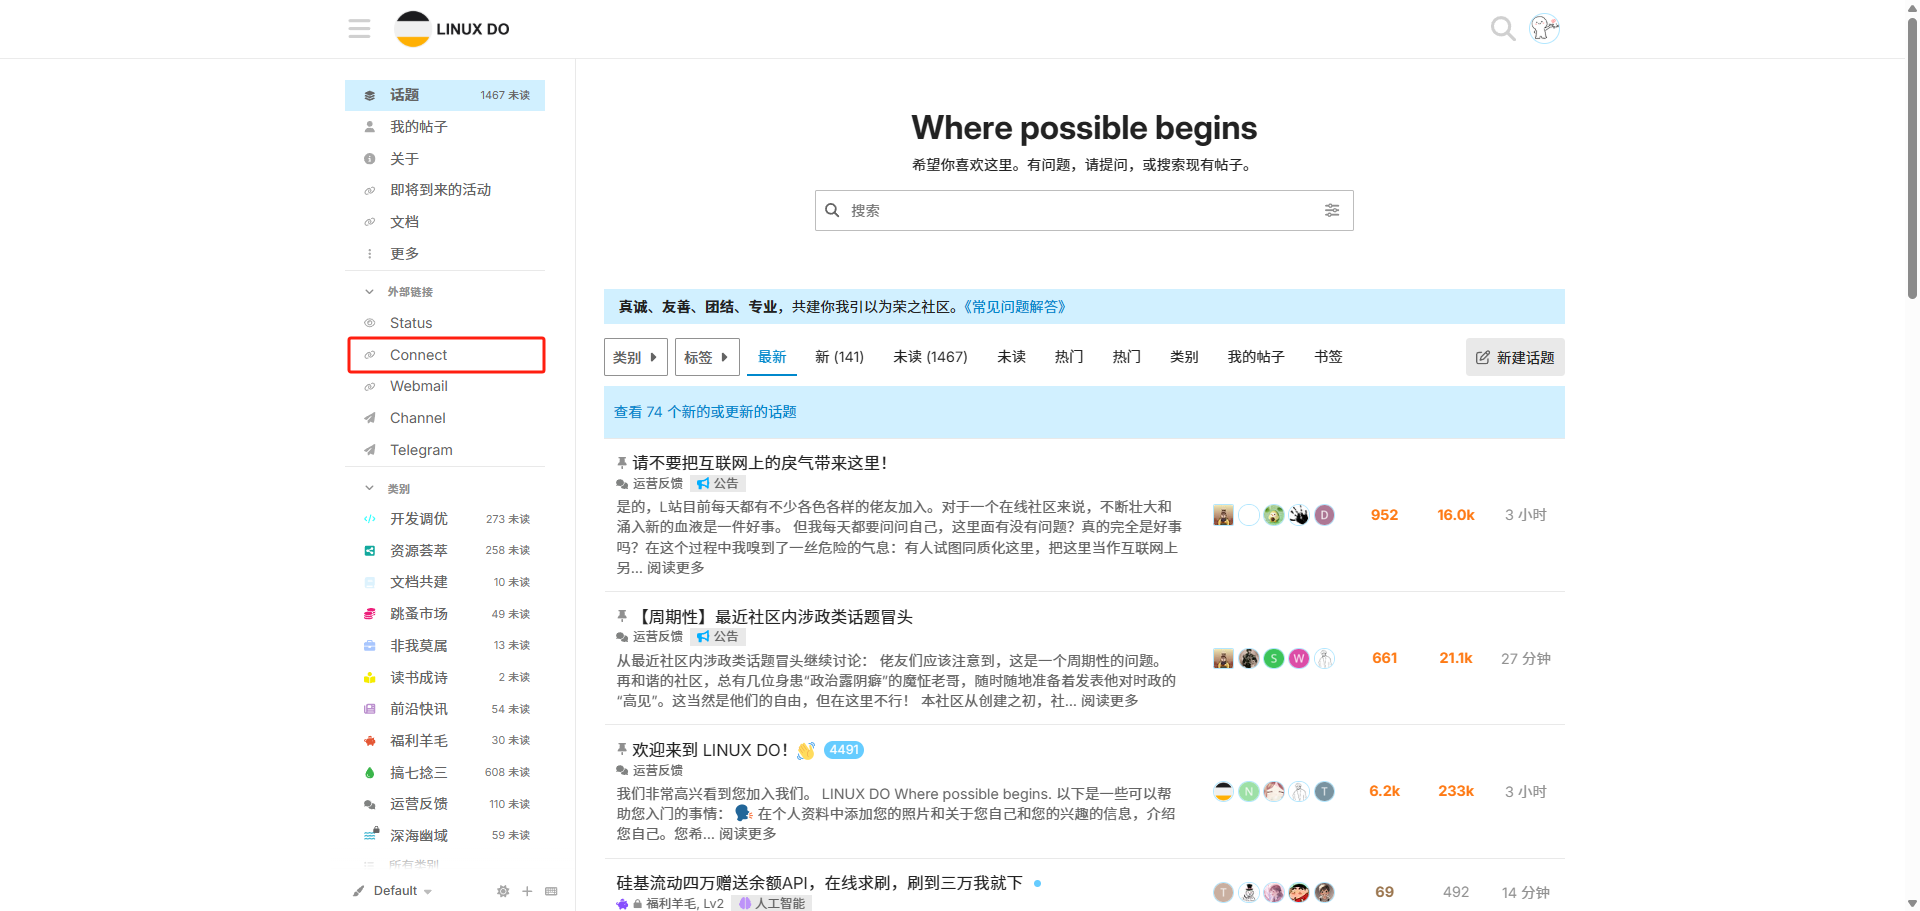 LINUX DO
话题 1467 未读
我的帖子
关于
即将到来的活动
文档
更多
外部链接
Status
Connect
Webmail
Channel
Telegram
类别
开发调优 273 未读
资源荟萃 258 未读
文档共建 10 未读
跳蚤市场 49 未读
非我莫属 13 未读
读书成诗 2 未读
前沿快讯 54 未读
福利羊毛 30 未读
搞七捻三 608 未读
运营反馈 110 未读
深海幽域 59 未读
所有类别
Default
Where possible begins
希望你喜欢这里。有问题，请提问，或搜索现有帖子。
搜索
真诚、友善、团结、专业，共建你我引以为荣之社区。《常见问题解答》
类别 标签 最新 新 (141) 未读 (1467) 未读 热门 热门 类别 我的帖子 书签 新建话题
查看 74 个新的或更新的话题
请不要把互联网上的戾气带来这里！
运营反馈 公告
是的，L站目前每天都有不少各色各样的佬友加入。对于一个在线社区来说，不断壮大和
涌入新的血液是一件好事。 但我每天都要问问自己，这里面有没有问题？真的完全是好事
吗？在这个过程中我嗅到了一丝危险的气息：有人试图同质化这里，把这里当作互联网上
另... 阅读更多
D 952 16.0k 3 小时
【周期性】最近社区内涉政类话题冒头
运营反馈 公告
从最近社区内涉政类话题冒头继续讨论： 佬友们应该注意到，这是一个周期性的问题。
再和谐的社区，总有几位身患“政治露阴癖”的魔怔老哥，随时随地准备着发表他对时政的
“高见”。这当然是他们的自由，但在这里不行！ 本社区从创建之初，社... 阅读更多
S W 661 21.1k 27 分钟
欢迎来到 LINUX DO！ 4491
运营反馈
我们非常高兴看到您加入我们。 LINUX DO Where possible begins. 以下是一些可以帮
助您入门的事情： 在个人资料中添加您的照片和关于您自己和您的兴趣的信息，介绍
您自己。您希... 阅读更多
N T 6.2k 233k 3 小时
硅基流动四万赠送余额API，在线求刷，刷到三万我就下
福利羊毛, Lv2 人工智能
T 69 492 14 分钟